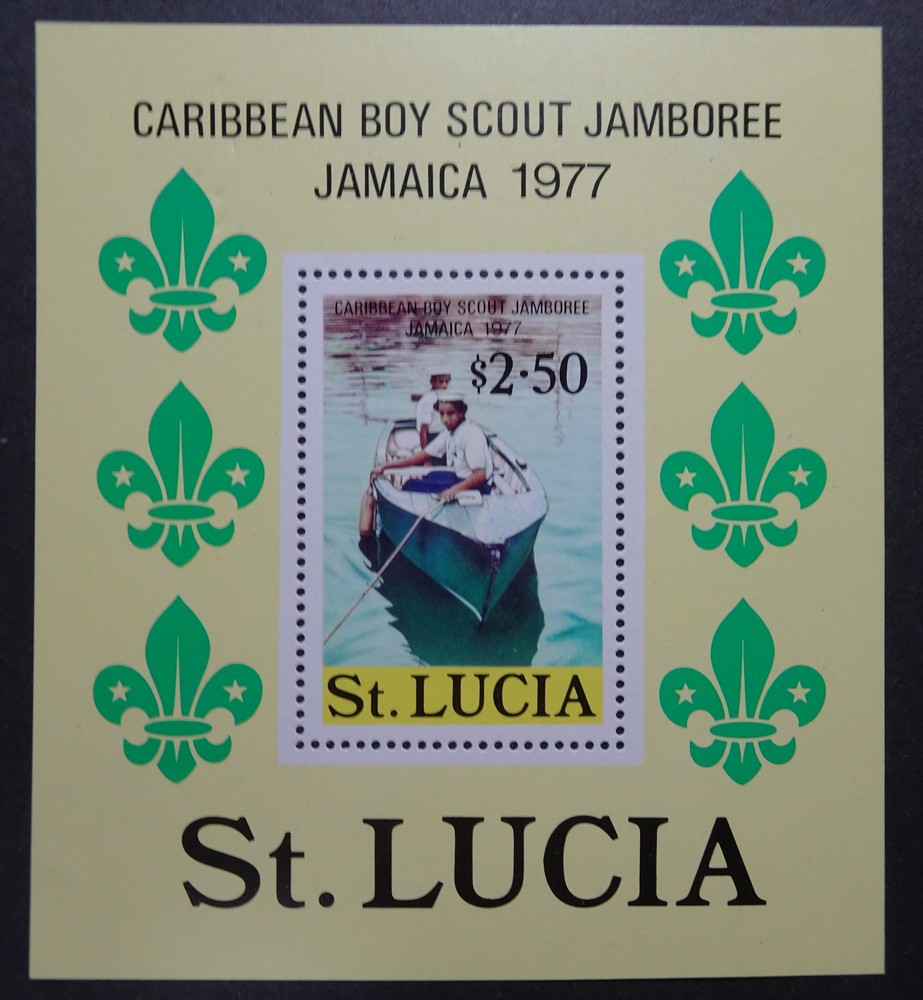 CARIBBEAN BOY SCOUT JAMBOREE
JAMAICA 1977
CARIBBEAN BOY SCOUT JAMBOREE
JAMAICA 1977
$2·50
St. LUCIA
St. LUCIA